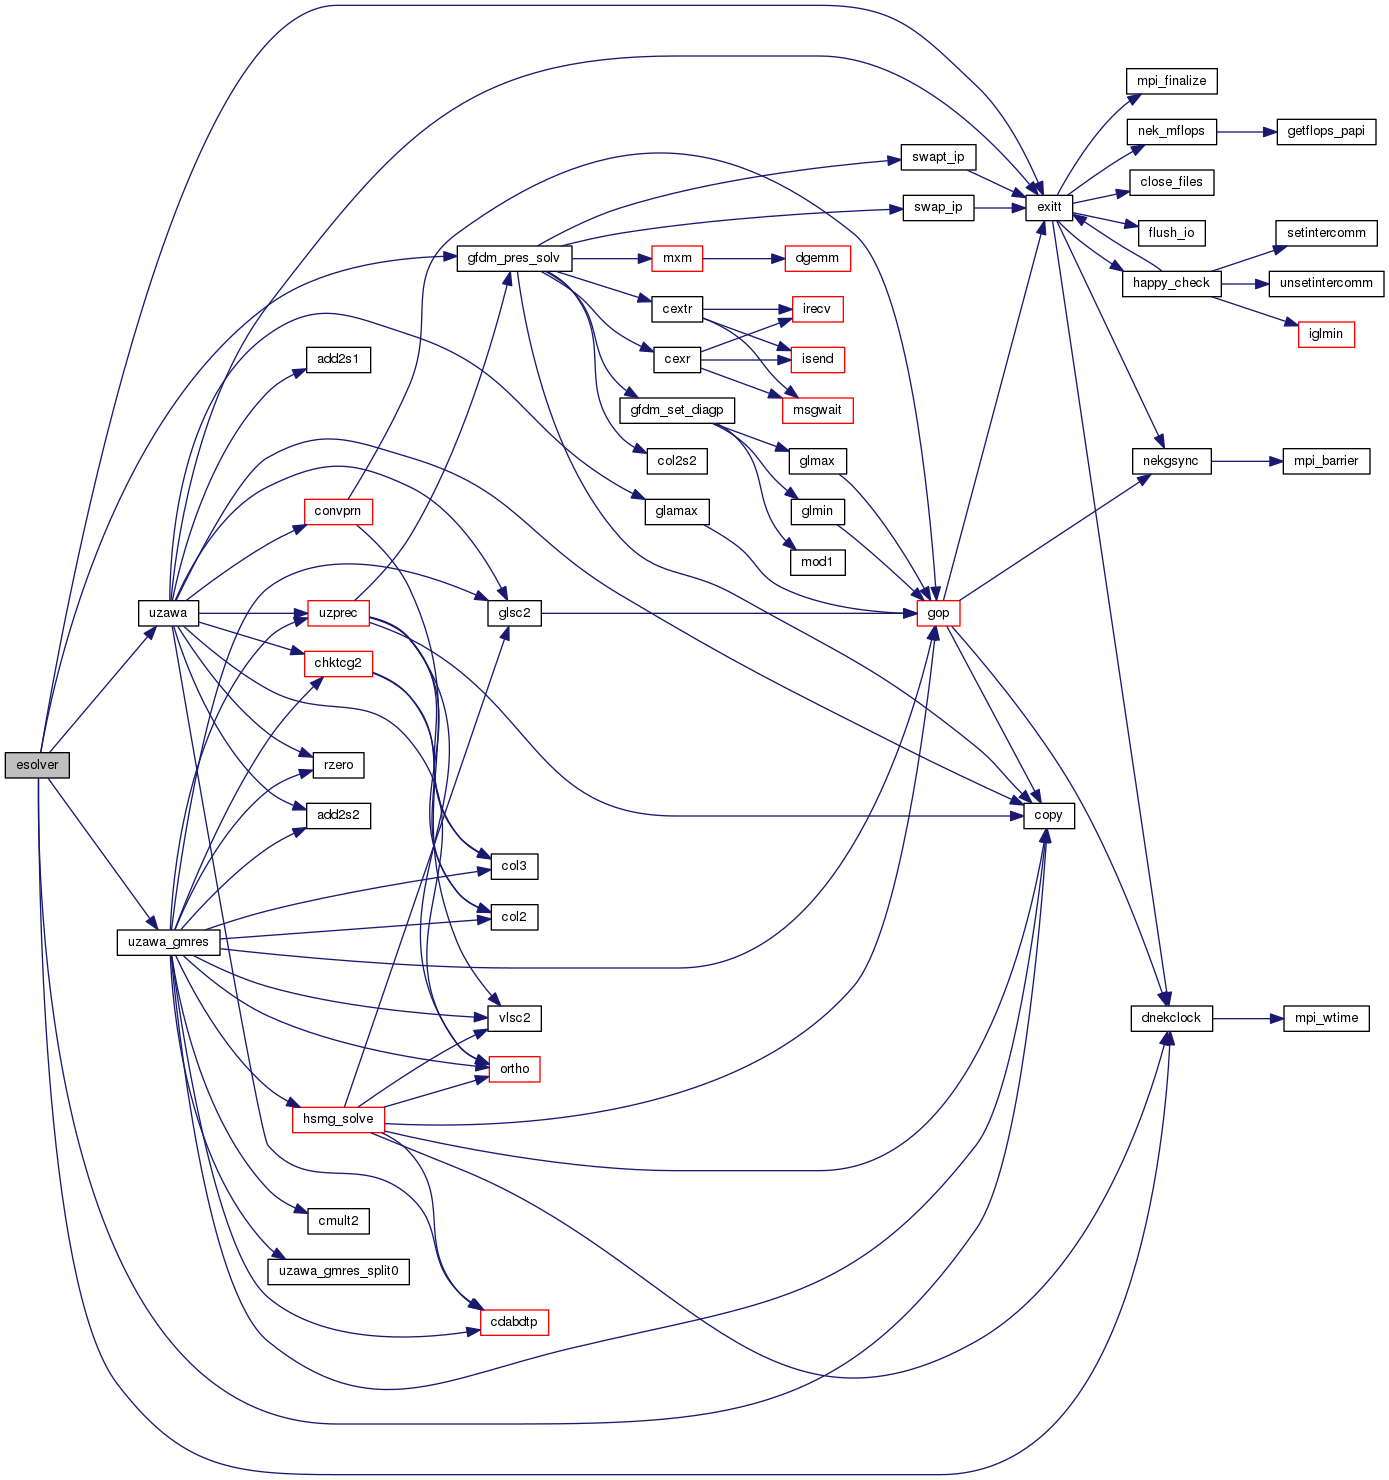 mpi_finalize
nek_mflops
getflops_papi
swapt_ip
close_files
swap_ip
exitt
flush_io
setintercomm
gfdm_pres_solv
mxm
dgemm
happy_check
unsetintercomm
cextr
irecv
iglmin
add2s1
cexr
isend
gfdm_set_diagp
msgwait
col2s2
glmax
nekgsync
mpi_barrier
convprn
glamax
glmin
mod1
uzawa
uzprec
glsc2
gop
chktcg2
esolver
rzero
add2s2
copy
col3
col2
uzawa_gmres
vlsc2
dnekclock
mpi_wtime
ortho
hsmg_solve
cmult2
uzawa_gmres_split0
cdabdtp